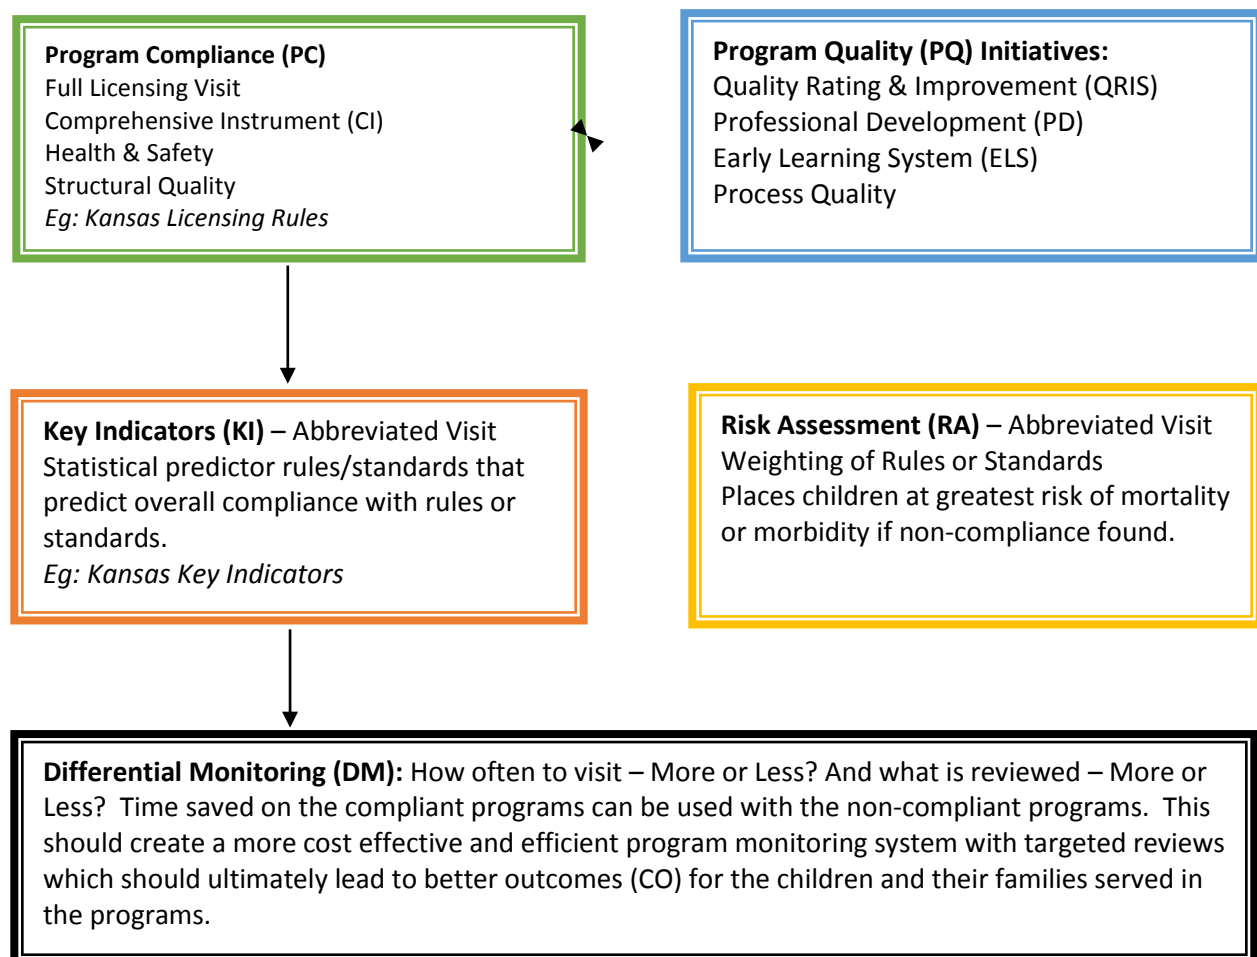 Program Compliance (PC)
Full Licensing Visit
Comprehensive Instrument (CI)
Health & Safety
Structural Quality
Eg: Kansas Licensing Rules
Program Quality (PQ) Initiatives:
Quality Rating & Improvement (QRIS)
Professional Development (PD)
Early Learning System (ELS)
Process Quality
Key Indicators (KI) – Abbreviated Visit
Statistical predictor rules/standards that
predict overall compliance with rules or
standards.
Eg: Kansas Key Indicators
Risk Assessment (RA) – Abbreviated Visit
Weighting of Rules or Standards
Places children at greatest risk of mortality
or morbidity if non-compliance found.
Differential Monitoring (DM): How often to visit – More or Less? And what is reviewed – More or
Less? Time saved on the compliant programs can be used with the non-compliant programs. This
should create a more cost effective and efficient program monitoring system with targeted reviews
which should ultimately lead to better outcomes (CO) for the children and their families served in
the programs.